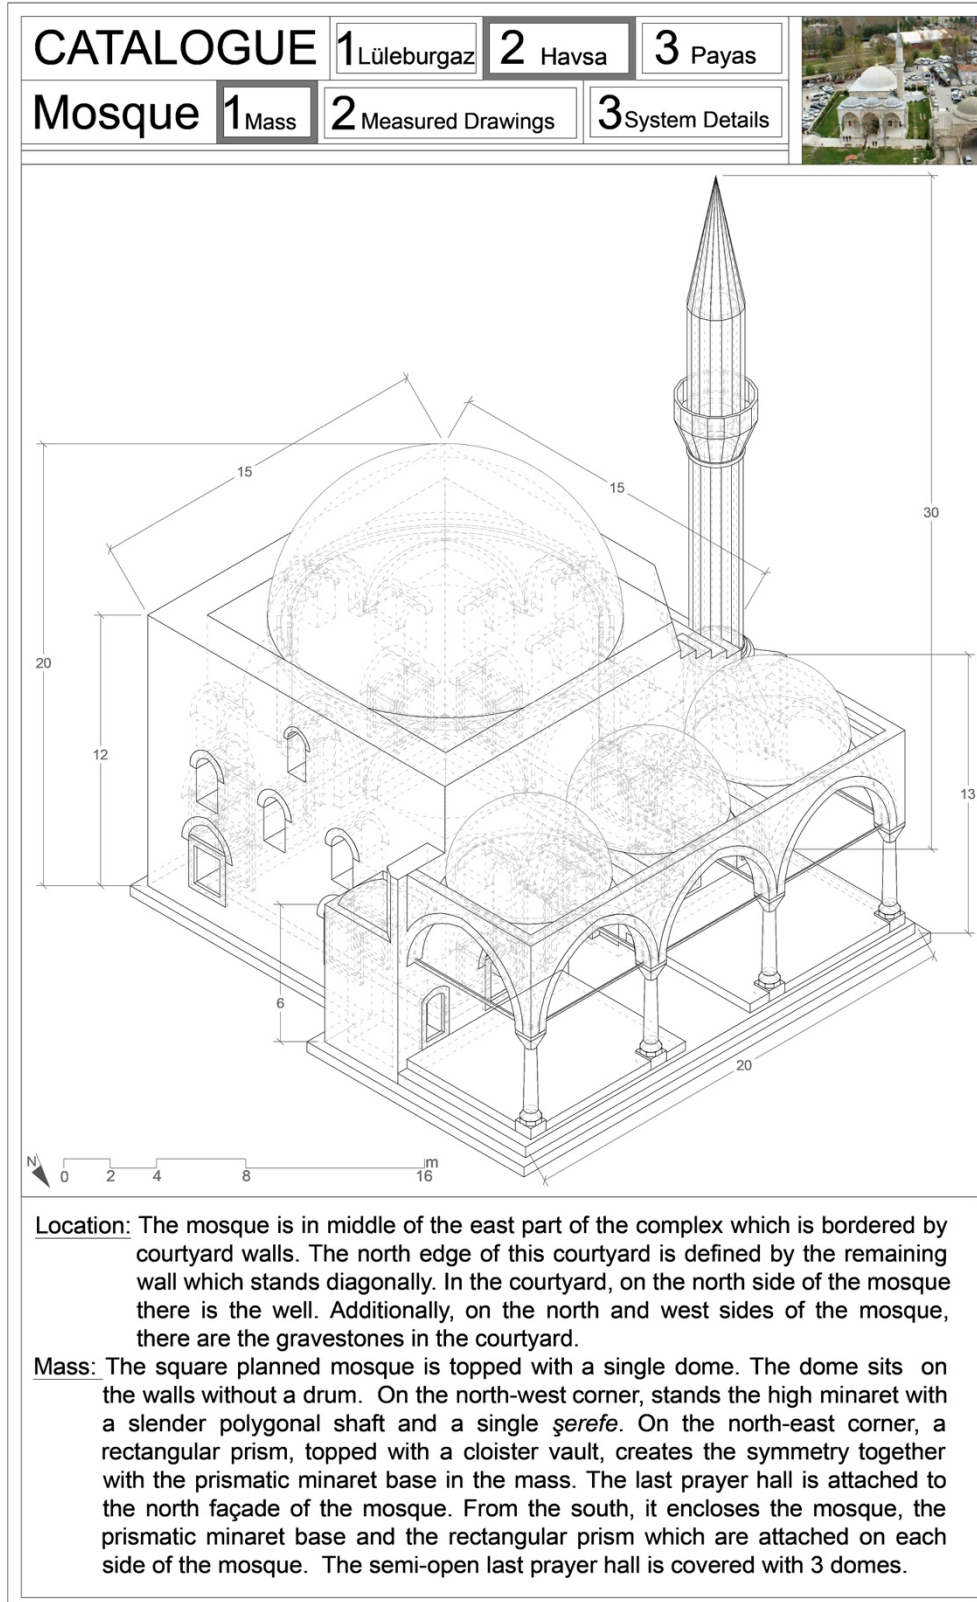 CATALOGUE 1 Lüleburgaz 2 Havsa 3 Payas
Mosque 1 Mass 2 Measured Drawings 3 System Details
15
15
30
20
12
13
6
20
N 0 2 4 8 16 m
Location: The mosque is in middle of the east part of the complex which is bordered by
courtyard walls. The north edge of this courtyard is defined by the remaining
wall which stands diagonally. In the courtyard, on the north side of the mosque
there is the well. Additionally, on the north and west sides of the mosque,
there are the gravestones in the courtyard.
Mass: The square planned mosque is topped with a single dome. The dome sits on
the walls without a drum. On the north-west corner, stands the high minaret with
a slender polygonal shaft and a single şerefe. On the north-east corner, a
rectangular prism, topped with a cloister vault, creates the symmetry together
with the prismatic minaret base in the mass. The last prayer hall is attached to
the north façade of the mosque. From the south, it encloses the mosque, the
prismatic minaret base and the rectangular prism which are attached on each
side of the mosque. The semi-open last prayer hall is covered with 3 domes.